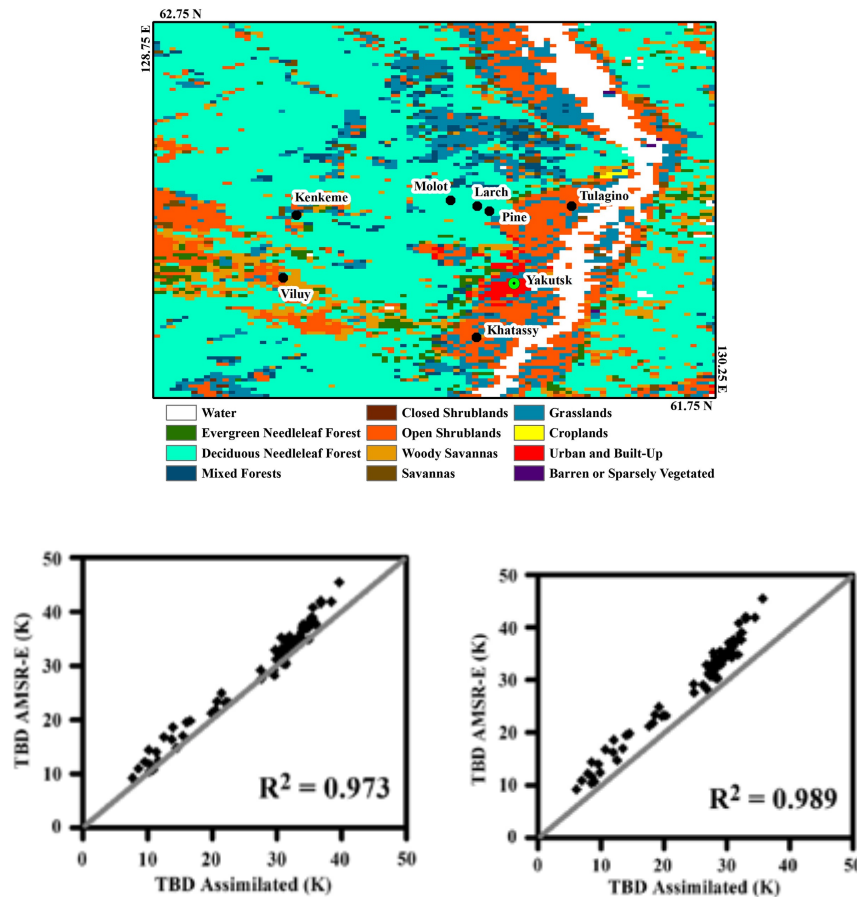 62.75 N
128.75 E
Kenkeme
Molot
Larch
Pine
Tulagino
Viluy
Yakutsk
Khatassy
130.25 E
61.75 N
Water
Closed Shrublands
Grasslands
Evergreen Needleleaf Forest
Open Shrublands
Croplands
Deciduous Needleleaf Forest
Woody Savannas
Urban and Built-Up
Mixed Forests
Savannas
Barren or Sparsely Vegetated
TBD AMSR-E (K)
50
40
30
20
10
0
R² = 0.973
0 10 20 30 40 50
TBD Assimilated (K)
TBD AMSR-E (K)
50
40
30
20
10
0
R² = 0.989
0 10 20 30 40 50
TBD Assimilated (K)